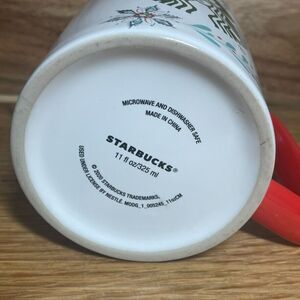 MICROWAVE AND DISHWASHER SAFE
MADE IN CHINA
STARBUCKS®
11 fl oz/325 ml
© 2020 STARBUCKS TRADEMARKS,
USED UNDER LICENSE BY NESTLÉ. MODG_1_005245_11ozCM